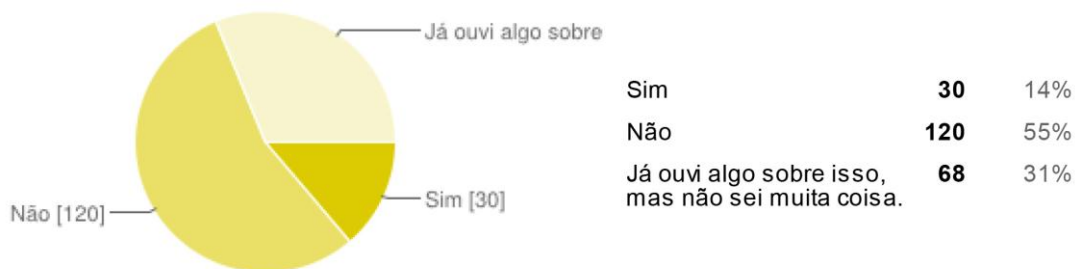 Já ouvi algo sobre
Não [120]
Sim [30]
Sim 30 14%
Não 120 55%
Já ouvi algo sobre isso, 68 31%
mas não sei muita coisa.